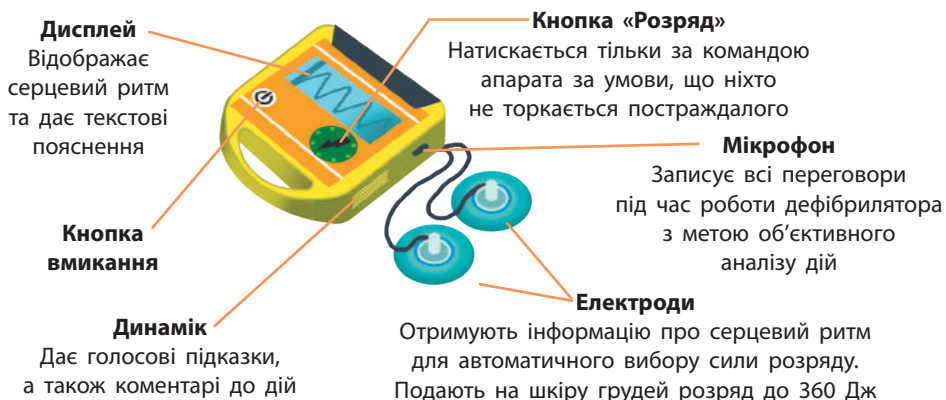 Дисплей
Відображає
серцевий ритм
та дає текстові
пояснення
Кнопка «Розряд»
Натискається тільки за командою
апарата за умови, що ніхто
не торкається постраждалого
Мікрофон
Записує всі переговори
під час роботи дефібрилятора
з метою об’єктивного
аналізу дій
Кнопка
вмикання
Динамік
Дає голосові підказки,
а також коментарі до дій
Електроди
Отримують інформацію про серцевий ритм
для автоматичного вибору сили розряду.
Подають на шкіру грудей розряд до 360 Дж